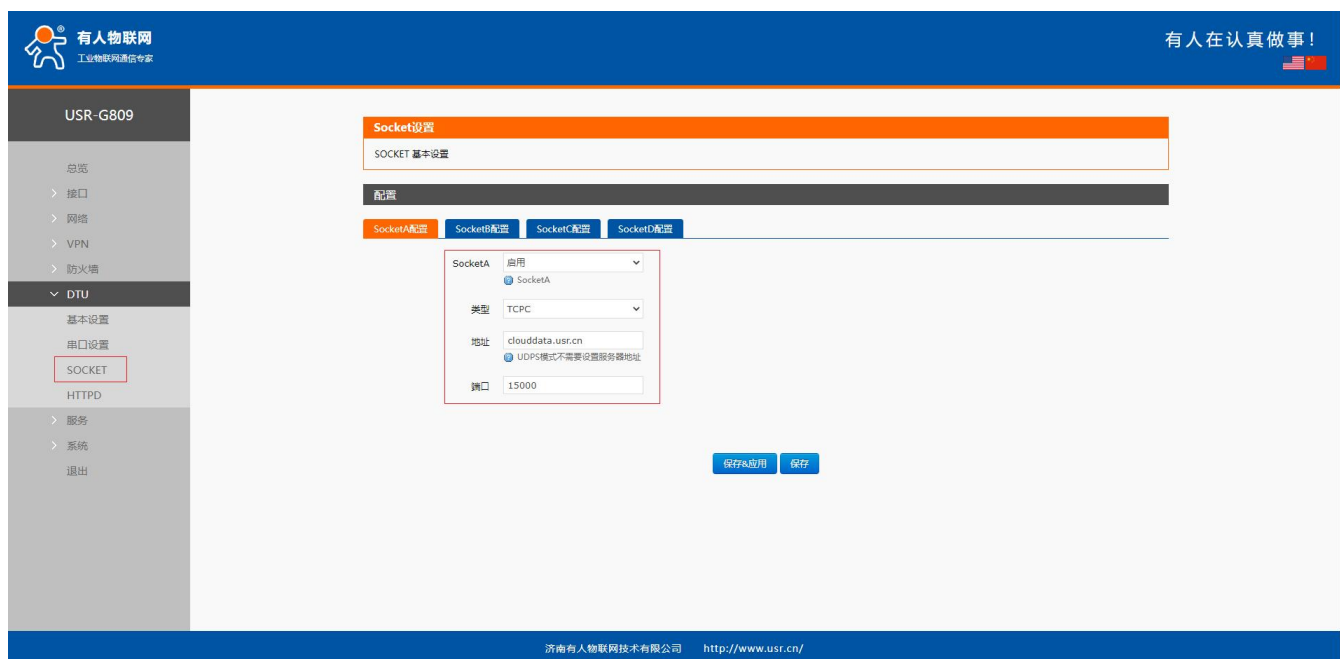 有人物联网
工业物联网通信专家
有人在认真做事！
USR-G809
总览
接口
网络
VPN
防火墙
DTU
基本设置
串口设置
SOCKET
HTTPD
服务
系统
退出
Socket设置
SOCKET 基本设置
配置
SocketA配置 SocketB配置 SocketC配置 SocketD配置
SocketA 启用
SocketA
类型 TCPC
地址 clouddata.usr.cn
UDPS模式不需要设置服务器地址
端口 15000
保存&应用 保存
济南有人物联网技术有限公司 http://www.usr.cn/